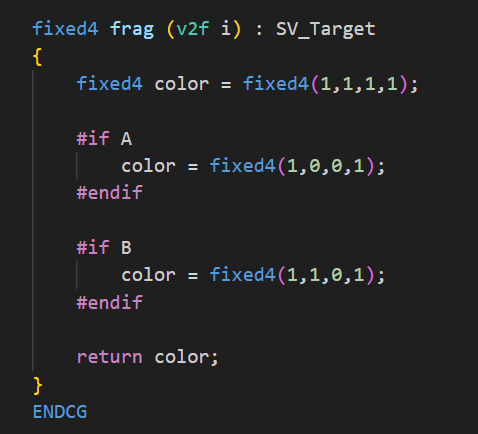 fixed4 frag (v2f i) : SV_Target
{
    fixed4 color = fixed4(1,1,1,1);

    #if A
        color = fixed4(1,0,0,1);
    #endif

    #if B
        color = fixed4(1,1,0,1);
    #endif

    return color;
}
ENDCG